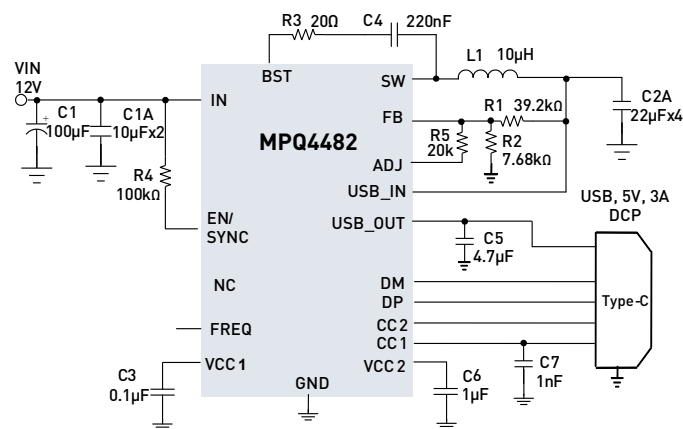 R3 20Ω
C4 220nF
BST
VIN
12V
IN
SW
L1 10µH
C1
100µF
+
C1A
10µFx2
C2A
22µFx4
FB
R1 39.2kΩ
R5
20k
R2
7.68kΩ
MPQ4482
ADJ
R4
100kΩ
USB_IN
USB, 5V, 3A
DCP
EN/
SYNC
USB_OUT
C5
4.7µF
NC
DM
DP
Type-C
CC2
FREQ
CC1
VCC1
VCC2
C7
1nF
C3
0.1µF
GND
C6
1µF